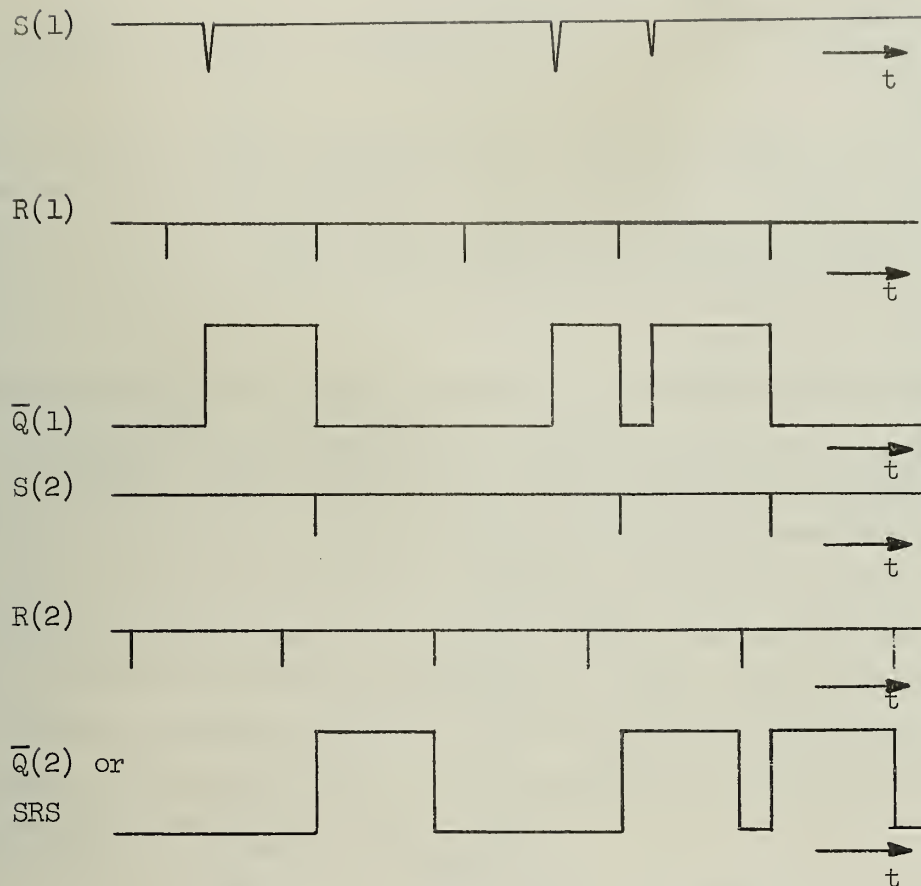 S(1)
t
R(1)
t
Q̅(1)
t
S(2)
t
R(2)
t
Q̅(2) or
SRS
t